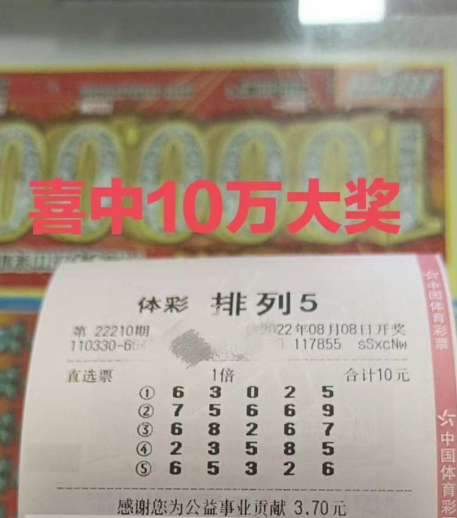 喜中10万大奖
体彩 排列5
第 22210期 2022年08月08日开奖
110330-6 117855 sSxcNw
直选票 1倍 合计10元
① 6 3 0 2 5
② 7 5 6 6 9
③ 6 8 2 6 7
④ 2 3 5 8 5
⑤ 6 5 3 2 6
感谢您为公益事业贡献 3.70元
中国体育彩票
中国体育彩